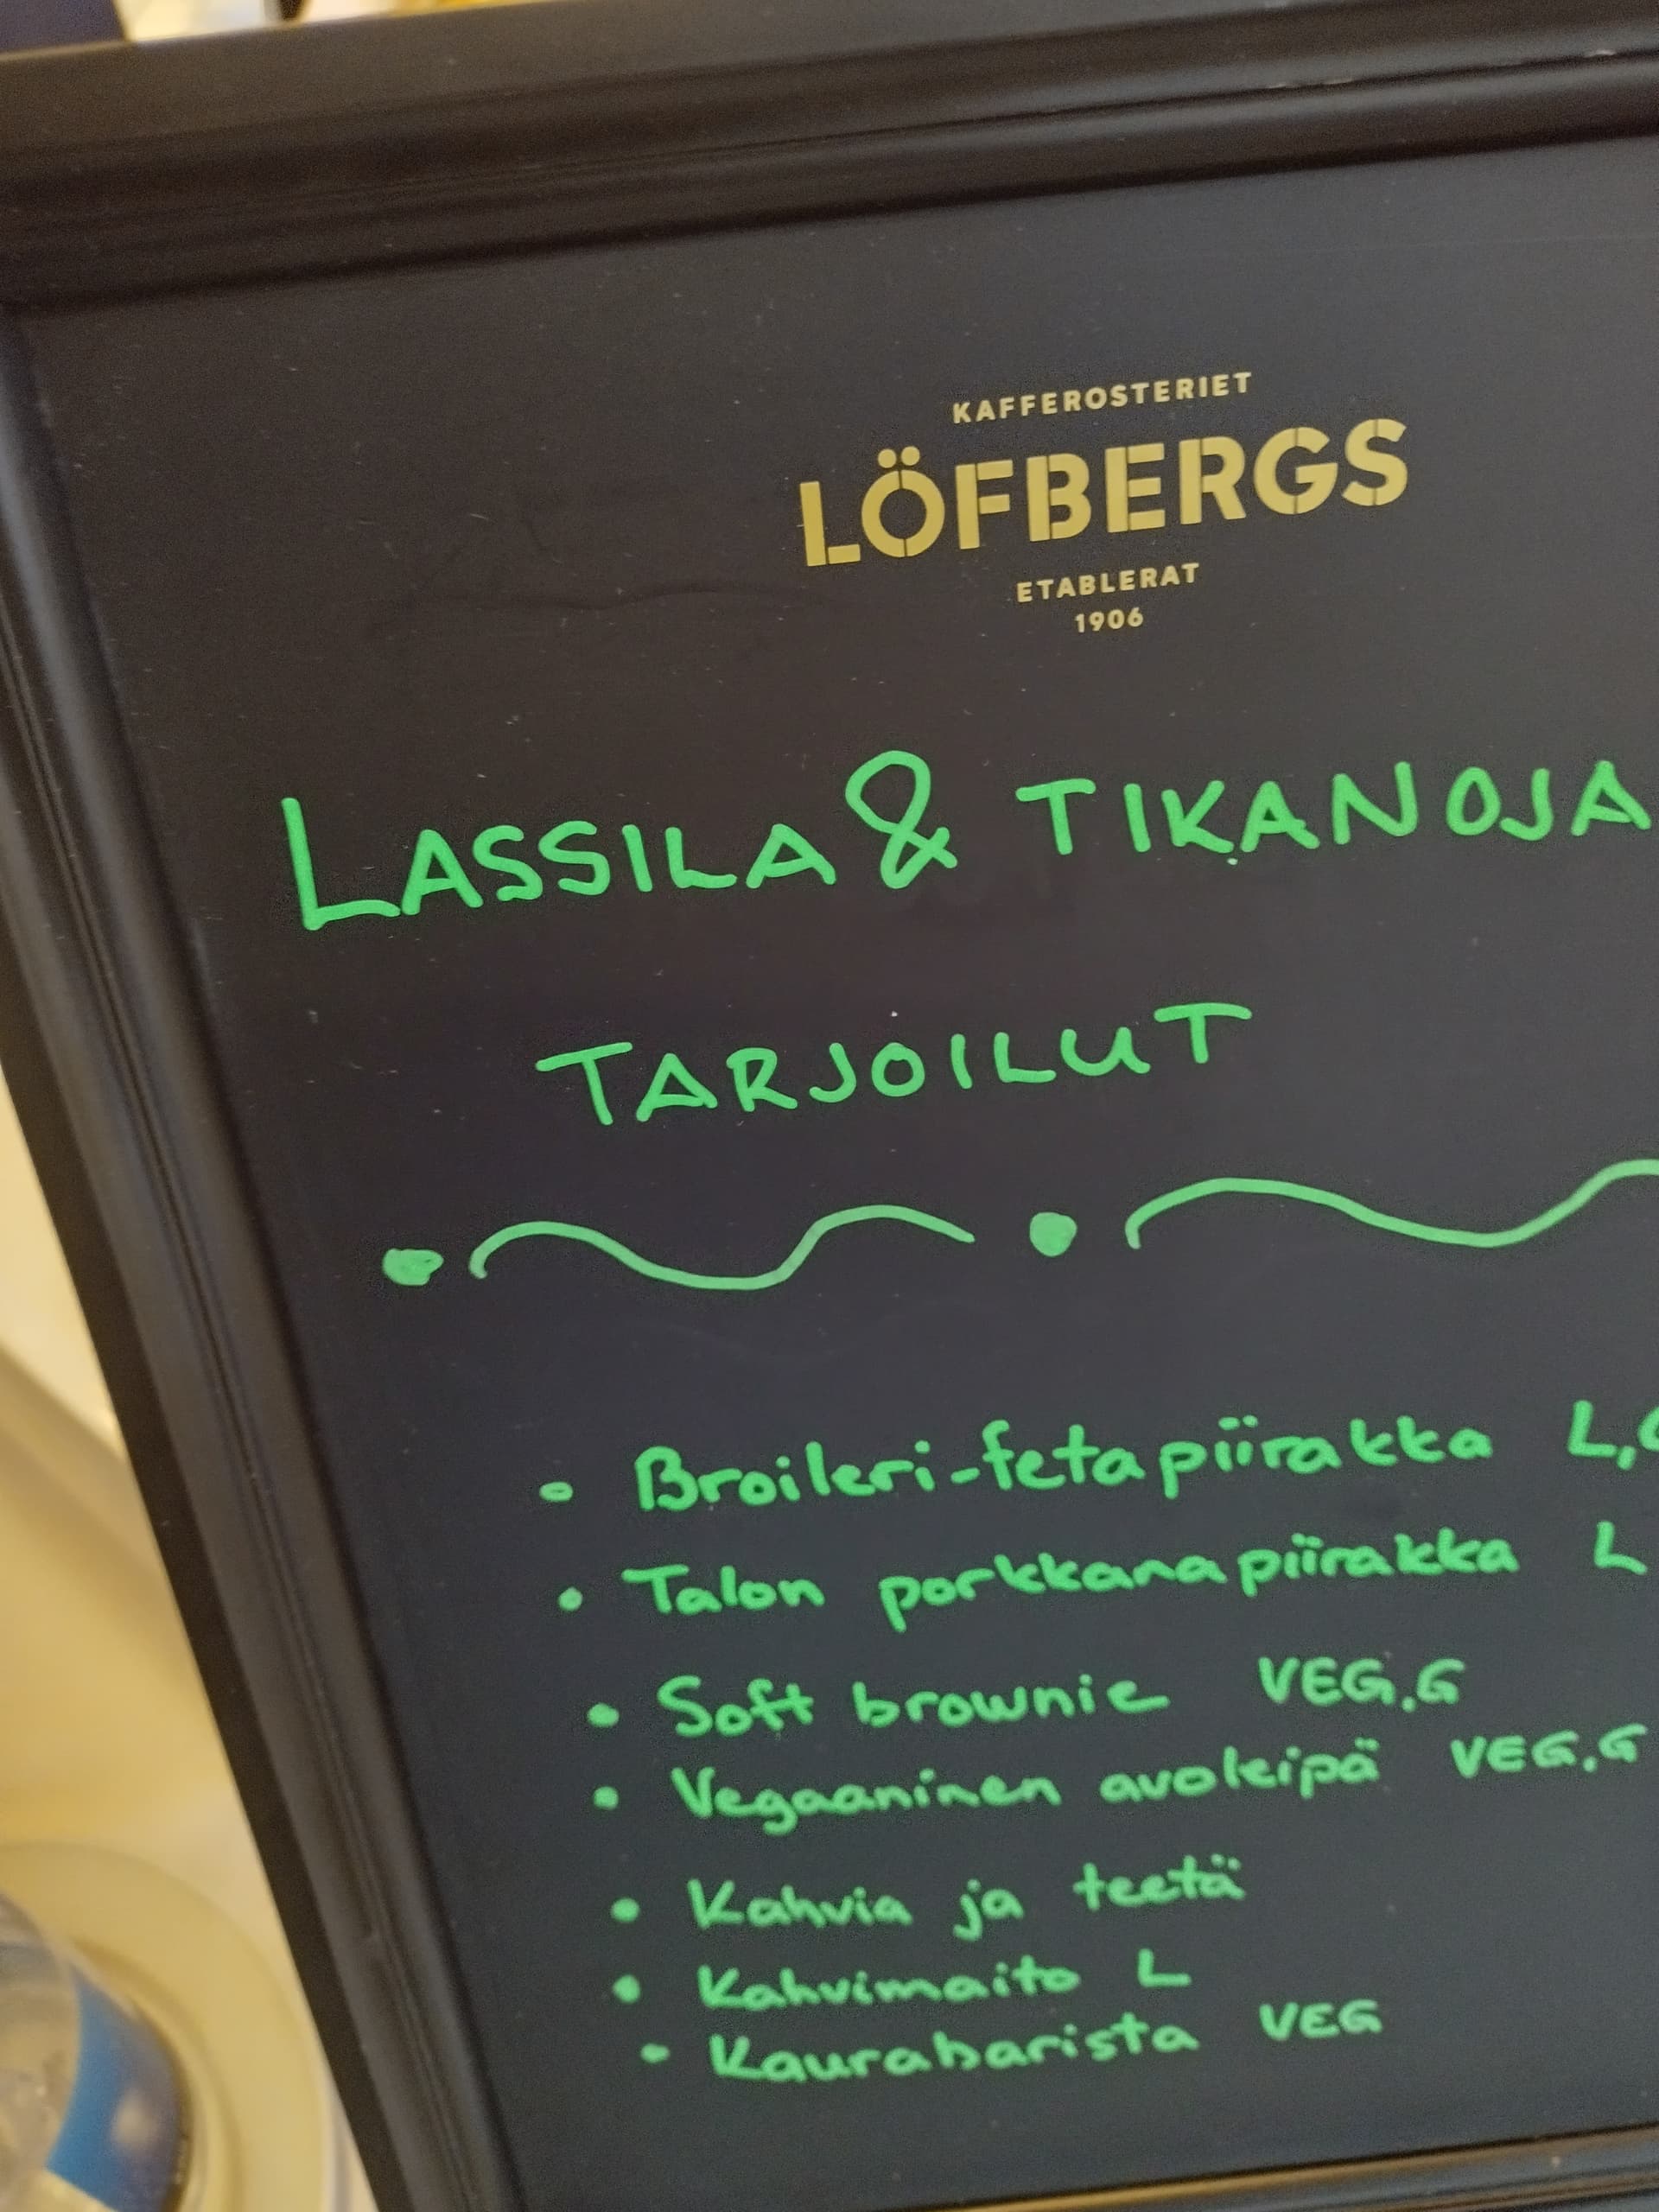 KAFFEROSTERIET
LÖFBERGS
ETABLERAT
1906
LASSILA & TIKANOJA
TARJOILUT
• Broileri-fetapiirakka L,
• Talon porkkanapiirakka L
• Soft brownie VEG.G
• Vegaaninen avoleipä VEG.G
• Kahvia ja teetä
• Kahvimaito L
• Kaurabarista VEG